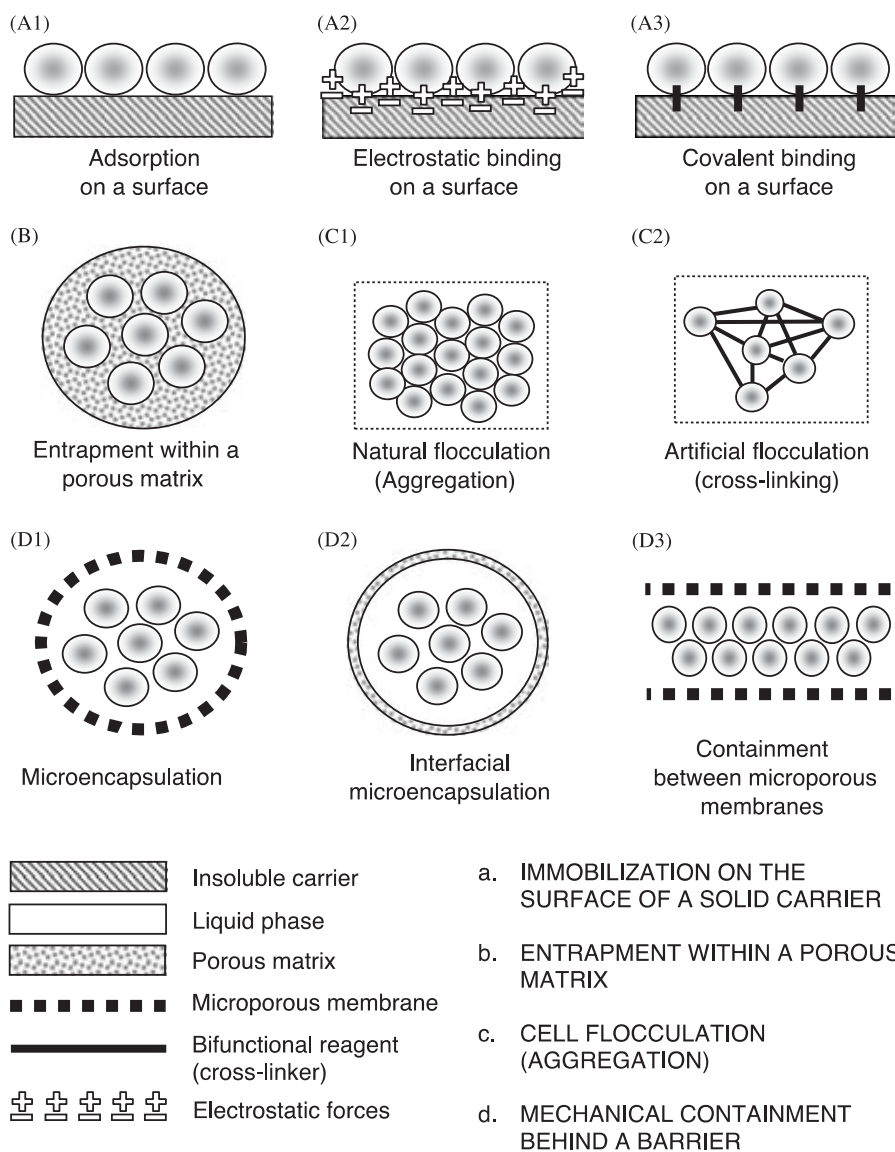 (A1)
(A2)
(A3)
Adsorption
on a surface
Electrostatic binding
on a surface
Covalent binding
on a surface
(B)
(C1)
(C2)
Entrapment within a
porous matrix
Natural flocculation
(Aggregation)
Artificial flocculation
(cross-linking)
(D1)
(D2)
(D3)
Microencapsulation
Interfacial
microencapsulation
Containment
between microporous
membranes
Insoluble carrier
Liquid phase
Porous matrix
Microporous membrane
Bifunctional reagent
(cross-linker)
Electrostatic forces
a. IMMOBILIZATION ON THE
SURFACE OF A SOLID CARRIER
b. ENTRAPMENT WITHIN A POROUS
MATRIX
c. CELL FLOCCULATION
(AGGREGATION)
d. MECHANICAL CONTAINMENT
BEHIND A BARRIER